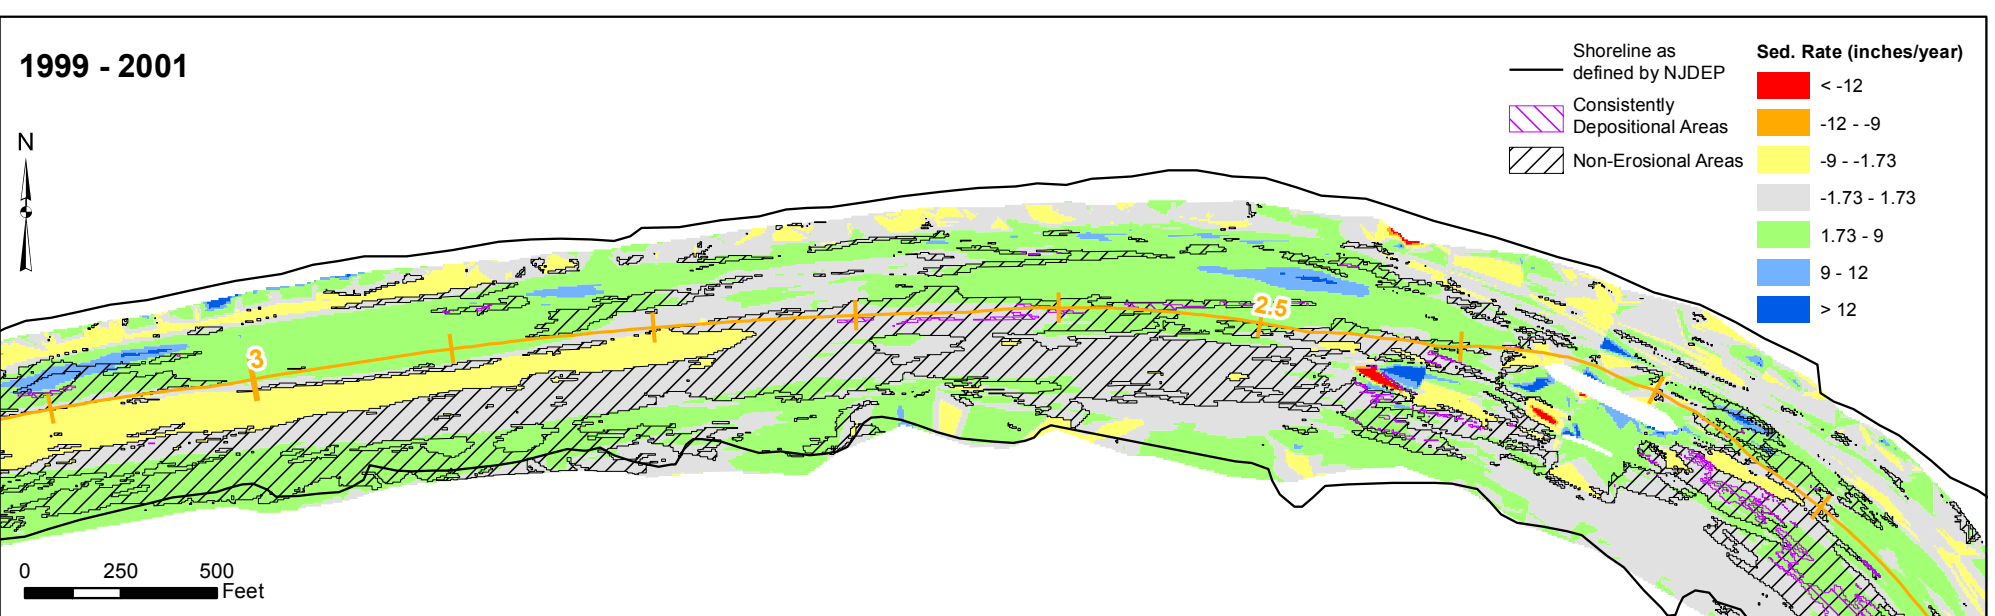 1999 - 2001
N
Shoreline as
defined by NJDEP
Consistently
Depositional Areas
Non-Erosional Areas
Sed. Rate (inches/year)
< -12
-12 - -9
-9 - -1.73
-1.73 - 1.73
1.73 - 9
9 - 12
> 12
3
2.5
0 250 500
Feet